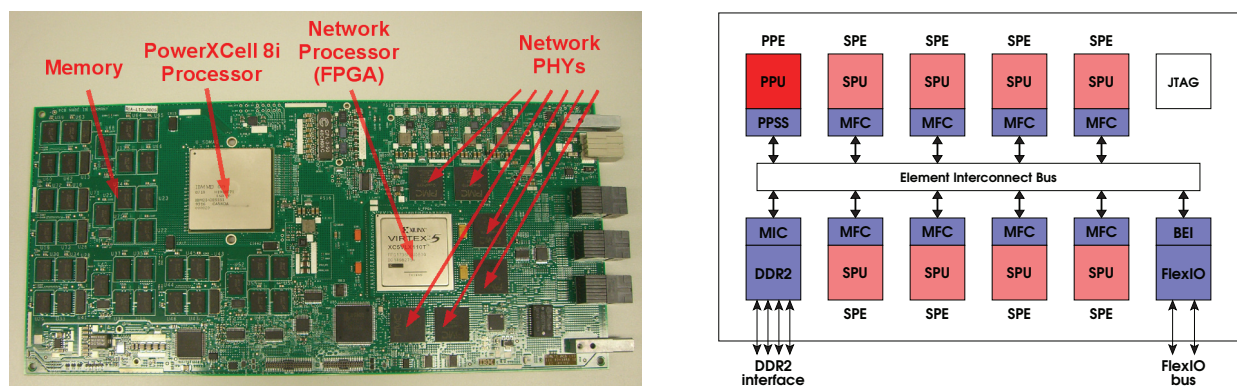 Memory
PowerXCell 8i
Processor
Network
Processor
(FPGA)
Network
PHYs
XILINX
VIRTEX-5
PPE
SPE
SPE
SPE
SPE
PPU
SPU
SPU
SPU
SPU
JTAG
PPSS
MFC
MFC
MFC
MFC
Element Interconnect Bus
MIC
MFC
MFC
MFC
MFC
BEI
DDR2
SPU
SPU
SPU
SPU
FlexIO
SPE
SPE
SPE
SPE
DDR2
interface
FlexIO
bus